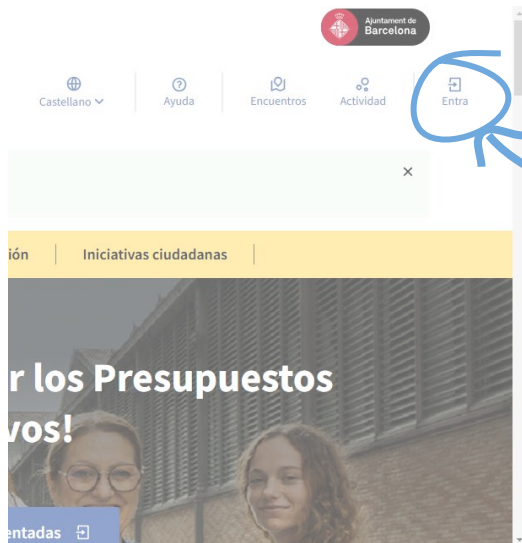 Ajuntament de
Barcelona
Castellano
Ayuda
Encuentros
Actividad
Entra
ión
Iniciativas ciudadanas
r los Presupuestos
vos!
entadas